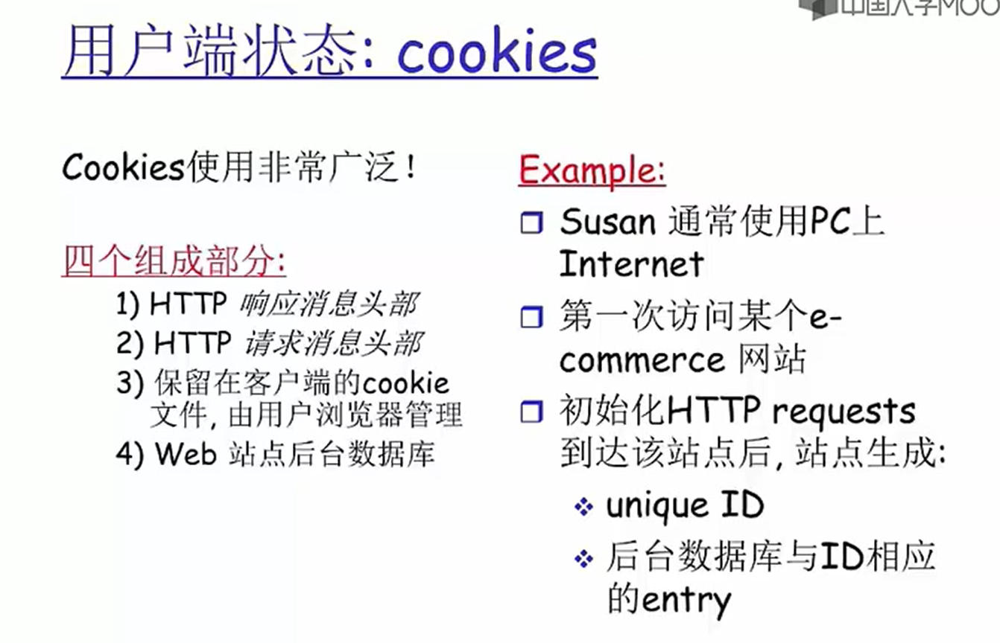 中国大学MOO
用户端状态: cookies
Cookies使用非常广泛!
四个组成部分:
1) HTTP 响应消息头部
2) HTTP 请求消息头部
3) 保留在客户端的cookie
文件, 由用户浏览器管理
4) Web 站点后台数据库
Example:
Susan 通常使用PC上
Internet
第一次访问某个e-
commerce 网站
初始化HTTP requests
到达该站点后, 站点生成:
unique ID
后台数据库与ID相应
的entry